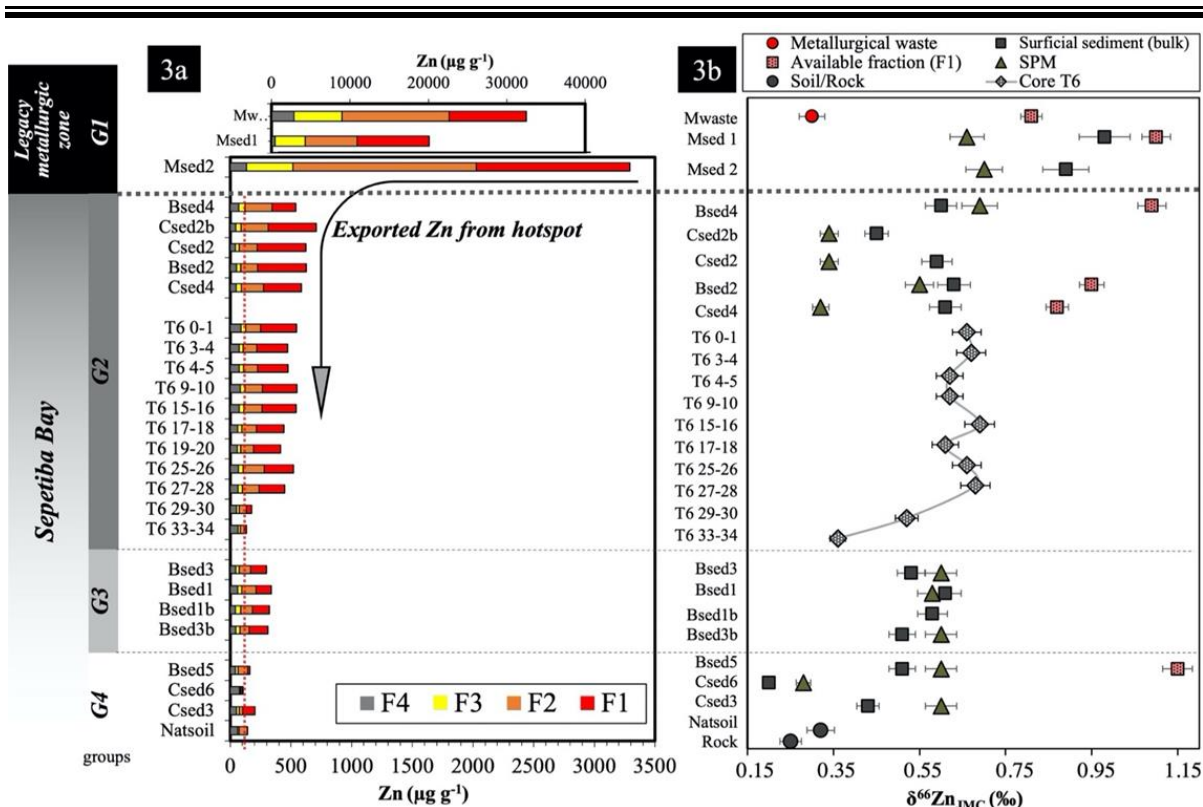 3a
Zn (µg g⁻¹)
0 10000 20000 30000 40000
Legacy metallurgic zone
G1
Mw..
Msed1
Msed2
Sepetiba Bay
G2
Bsed4
Csed2b
Csed2
Bsed2
Csed4
T6 0-1
T6 3-4
T6 4-5
T6 9-10
T6 15-16
T6 17-18
T6 19-20
T6 25-26
T6 27-28
T6 29-30
T6 33-34
G3
Bsed3
Bsed1
Bsed1b
Bsed3b
G4
Bsed5
Csed6
Csed3
Natsoil
groups
Exported Zn from hotspot
F4 F3 F2 F1
0 500 1000 1500 2000 2500 3000 3500
Zn (µg g⁻¹)
3b
Metallurgical waste
Available fraction (F1)
Soil/Rock
Surficial sediment (bulk)
SPM
Core T6
Mwaste
Msed 1
Msed 2
Bsed4
Csed2b
Csed2
Bsed2
Csed4
T6 0-1
T6 3-4
T6 4-5
T6 9-10
T6 15-16
T6 17-18
T6 25-26
T6 27-28
T6 29-30
T6 33-34
Bsed3
Bsed1
Bsed1b
Bsed3b
Bsed5
Csed6
Csed3
Natsoil
Rock
0.15 0.35 0.55 0.75 0.95 1.15
δ⁶⁶Zn_IMC (‰)